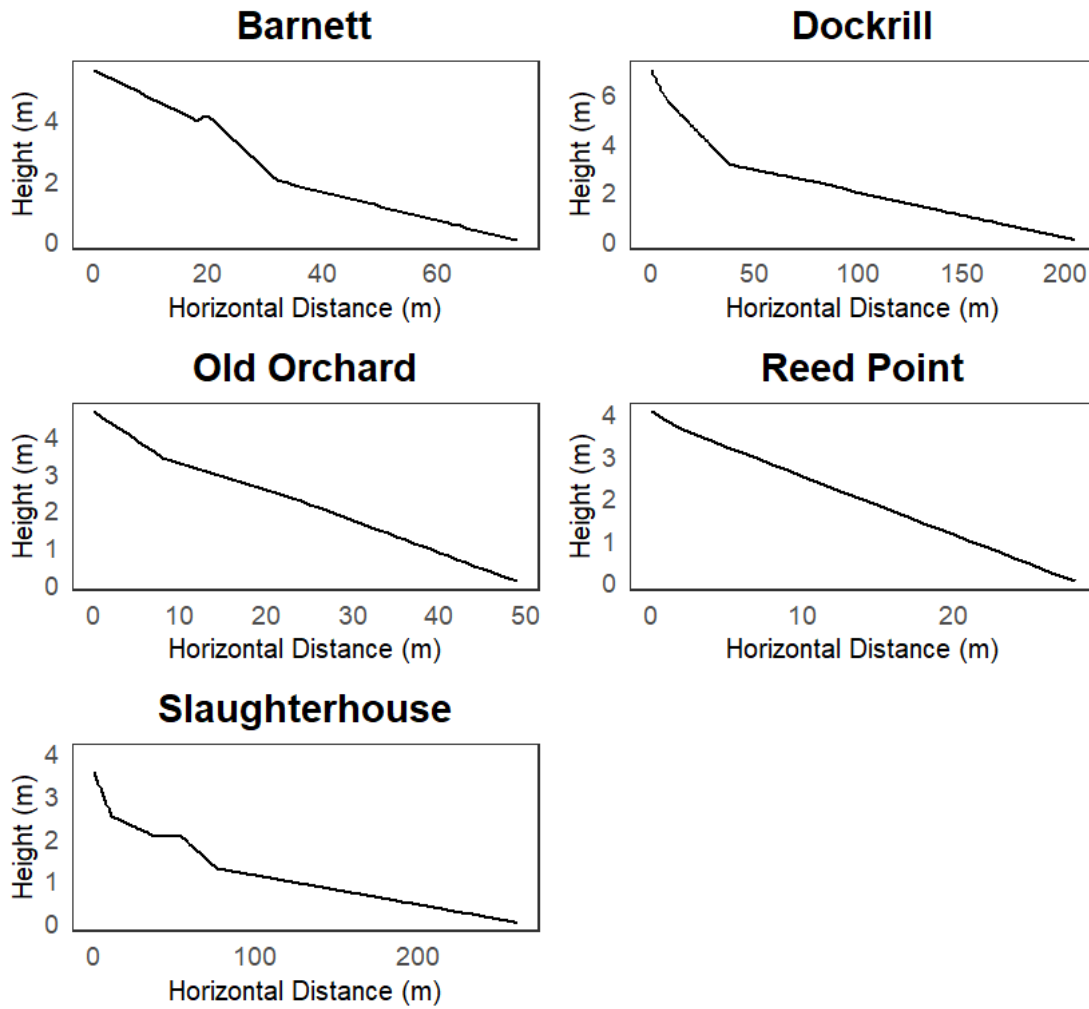 Barnett
Height (m)
4
2
0
0 20 40 60
Horizontal Distance (m)
Dockrill
Height (m)
6
4
2
0
0 50 100 150 200
Horizontal Distance (m)
Old Orchard
Height (m)
4
3
2
1
0
0 10 20 30 40 50
Horizontal Distance (m)
Reed Point
Height (m)
4
3
2
1
0
0 10 20
Horizontal Distance (m)
Slaughterhouse
Height (m)
4
3
2
1
0
0 100 200
Horizontal Distance (m)